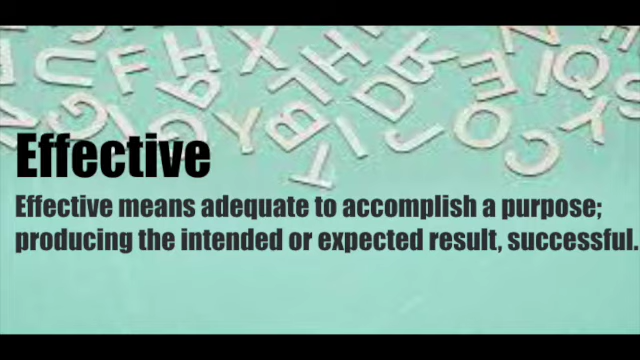 Effective
Effective means adequate to accomplish a purpose;
producing the intended or expected result, successful.